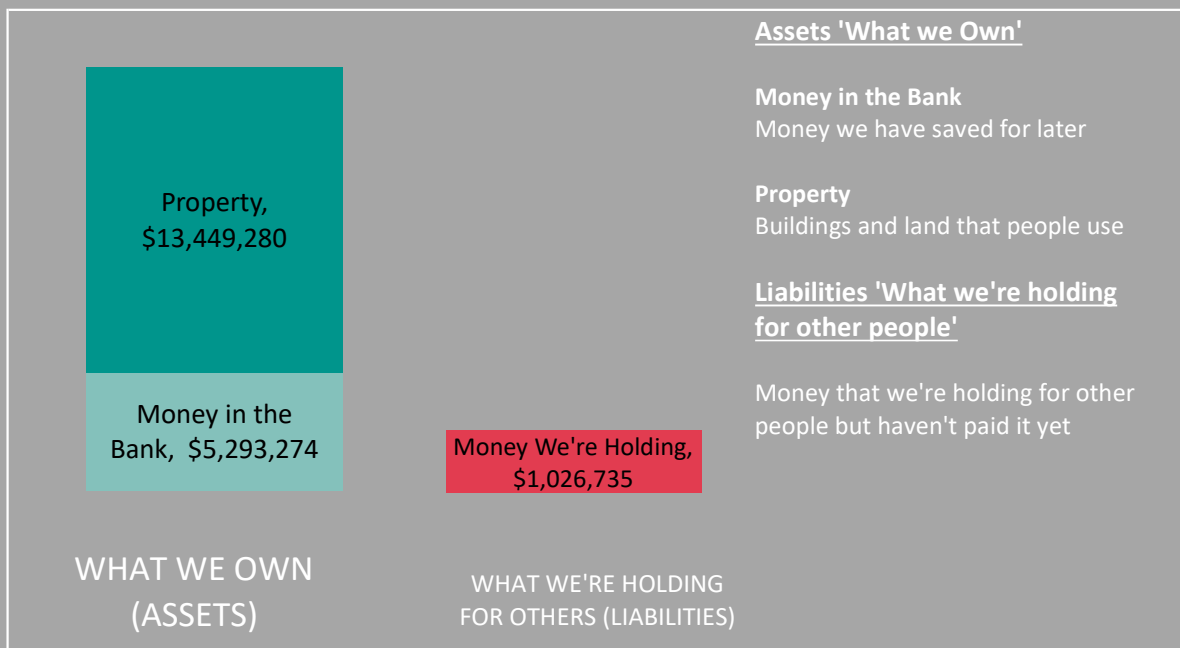 Property,
$13,449,280
Money in the
Bank, $5,293,274
WHAT WE OWN
(ASSETS)
Money We're Holding,
$1,026,735
WHAT WE'RE HOLDING
FOR OTHERS (LIABILITIES)
Assets 'What we Own'
Money in the Bank
Money we have saved for later
Property
Buildings and land that people use
Liabilities 'What we're holding
for other people'
Money that we're holding for other
people but haven't paid it yet